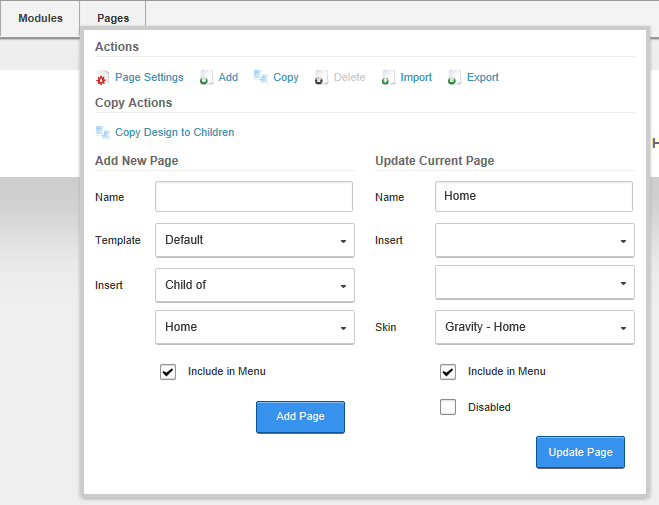 Modules Pages
Actions
Page Settings Add Copy Delete Import Export
Copy Actions
Copy Design to Children
Add New Page Update Current Page
Name Name Home
Template Default Insert
Insert Child of
Home Skin Gravity - Home
Include in Menu Include in Menu
Disabled
Add Page
Update Page
H